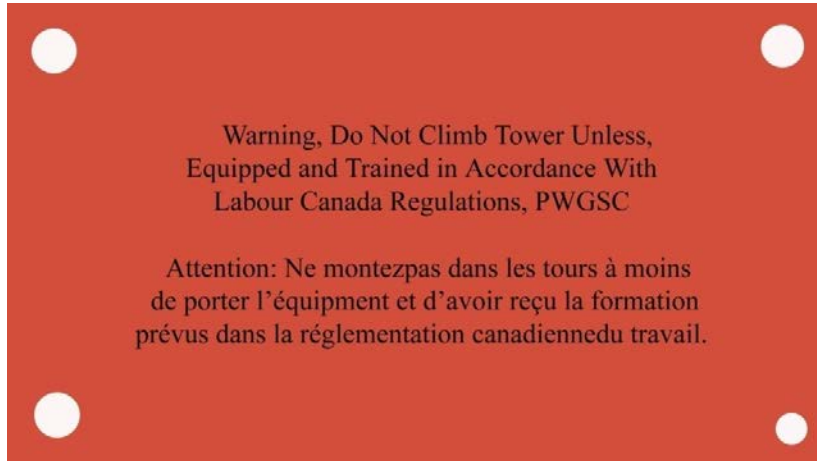 Warning, Do Not Climb Tower Unless,
Equipped and Trained in Accordance With
Labour Canada Regulations, PWGSC
Attention: Ne montezpas dans les tours à moins
de porter l’équipment et d’avoir reçu la formation
prévus dans la réglementation canadiennedu travail.